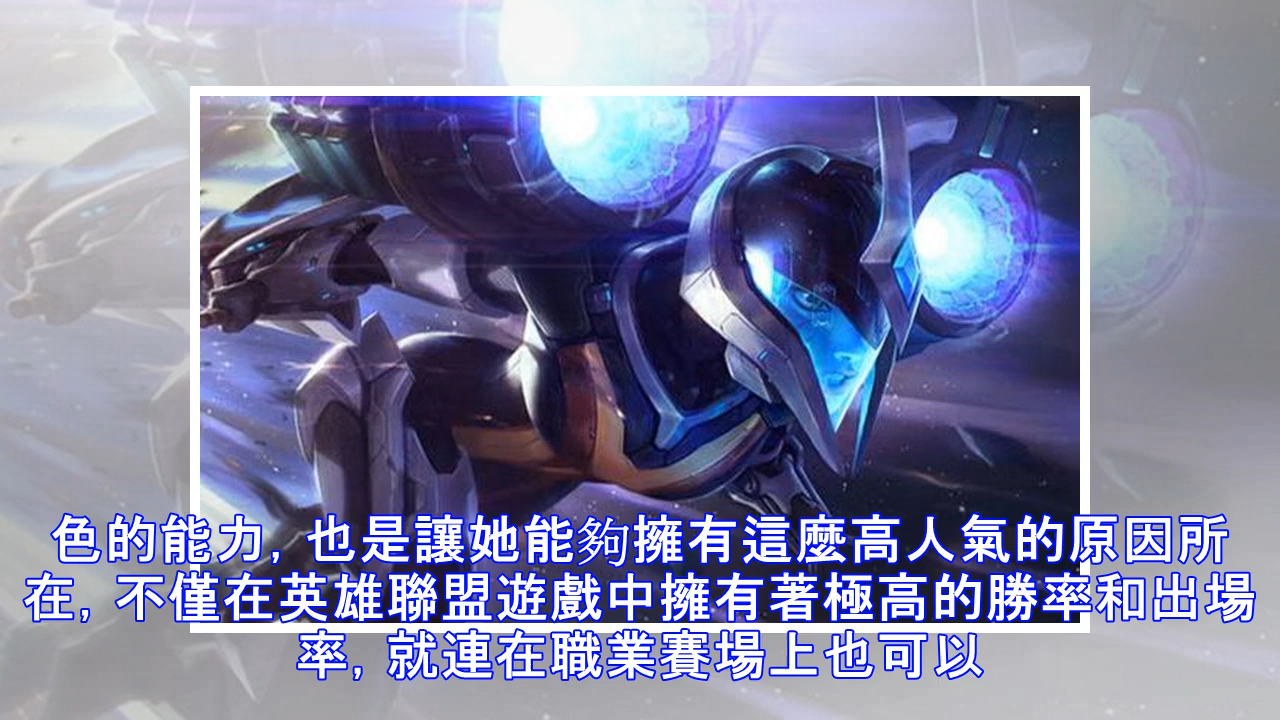 色的能力, 也是讓她能夠擁有這麼高人氣的原因所
在, 不僅在英雄聯盟遊戲中擁有著極高的勝率和出場
率, 就連在職業賽場上也可以